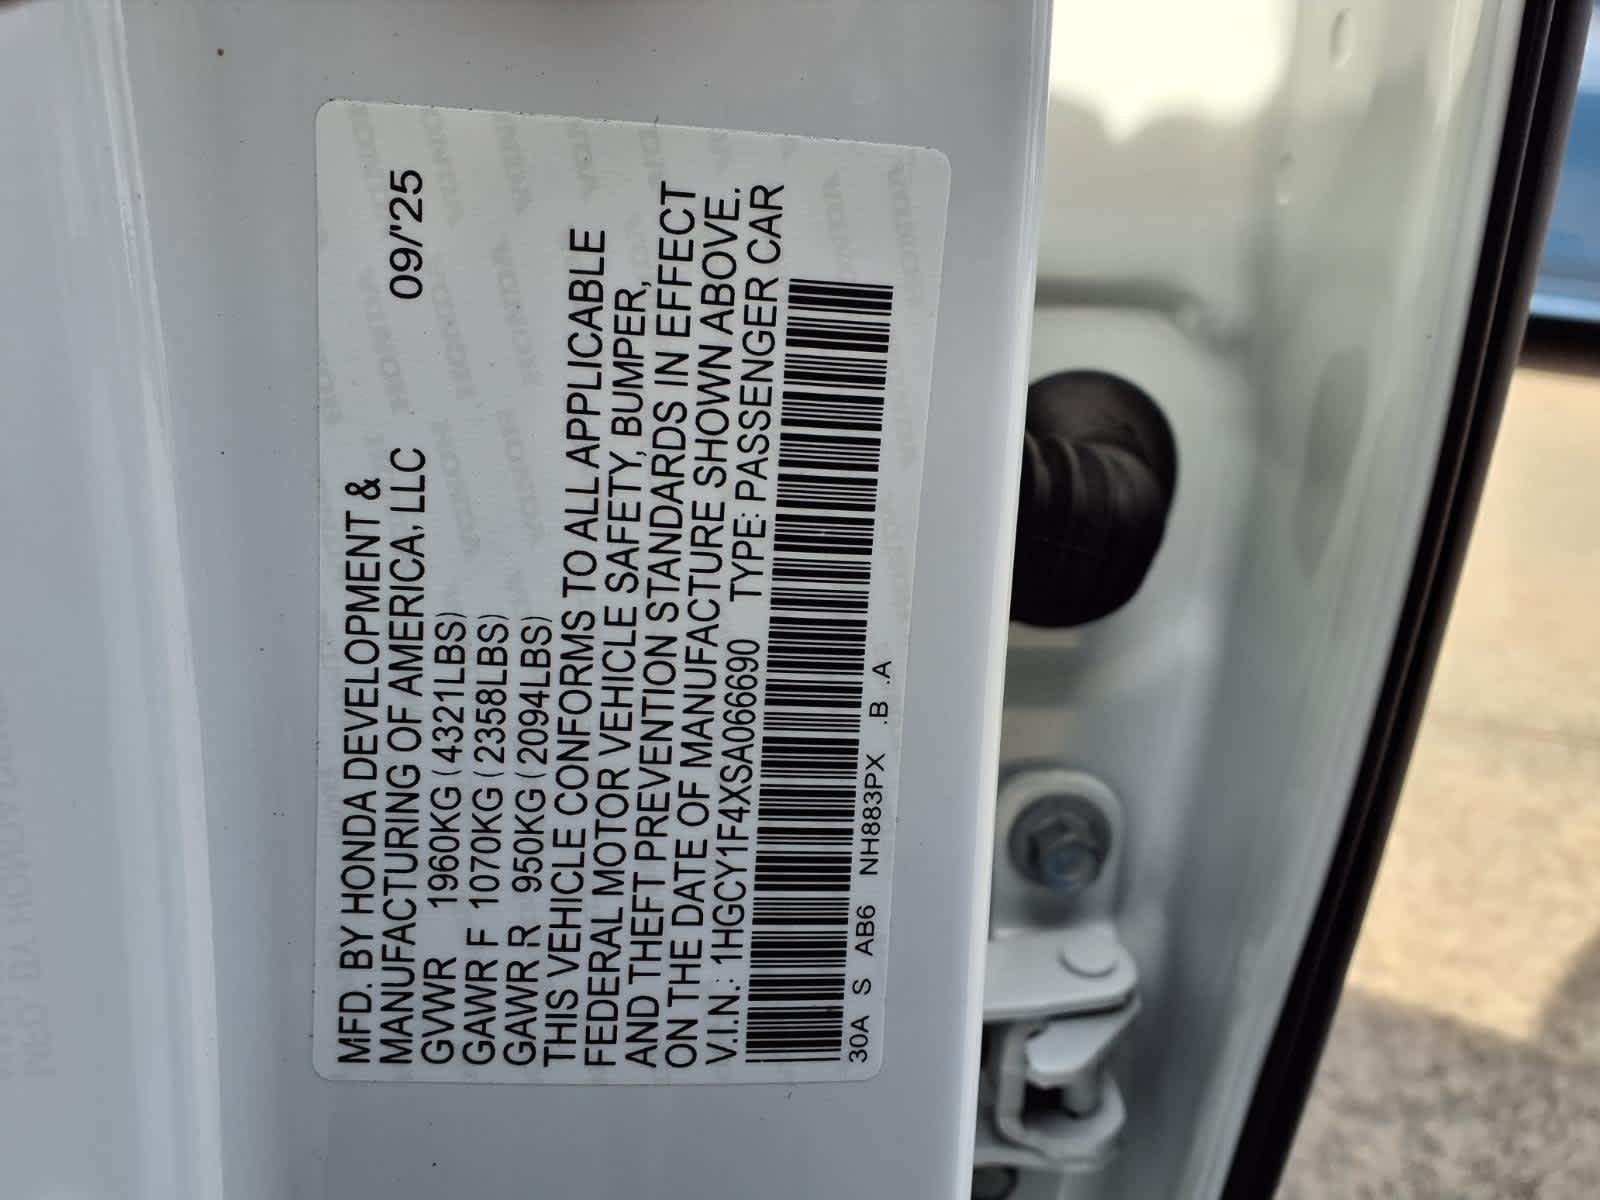 MFD. BY HONDA DEVELOPMENT &
MANUFACTURING OF AMERICA, LLC 09/'25
GVWR 1960KG (4321LBS)
GAWR F 1070KG (2358LBS)
GAWR R 950KG (2094LBS)
THIS VEHICLE CONFORMS TO ALL APPLICABLE
FEDERAL MOTOR VEHICLE SAFETY, BUMPER,
AND THEFT PREVENTION STANDARDS IN EFFECT
ON THE DATE OF MANUFACTURE SHOWN ABOVE.
V.I.N.: 1HGCY1F4XSA066690 TYPE: PASSENGER CAR
30A S AB6 NH883PX .B .A